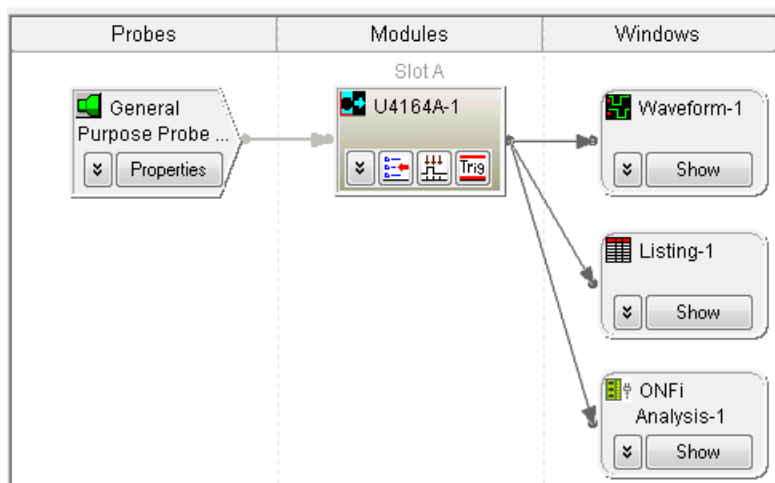 Probes
Modules
Windows
Slot A
General
Purpose Probe ...
Properties
U4164A-1
Trig
Waveform-1
Show
Listing-1
Show
ONFi
Analysis-1
Show